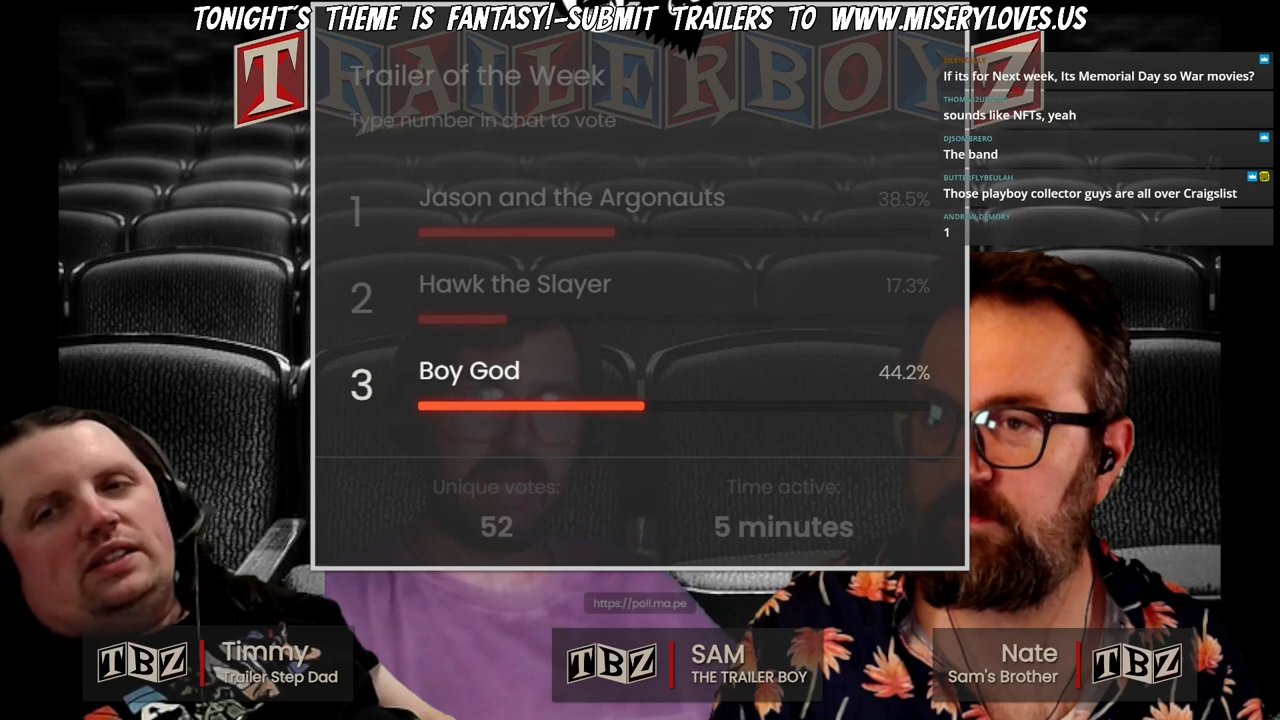 TONIGHT'S THEME IS FANTASY!-SUBMIT TRAILERS TO WWW.MISERYLOVES.US
TRAILERBOYZ
Trailer of the Week
Type number in chat to vote
1 Jason and the Argonauts 38.5%
2 Hawk the Slayer 17.3%
3 Boy God 44.2%
Unique votes: Time active:
52 5 minutes
https://poll.ma.pe
If its for Next week, Its Memorial Day so War movies?
sounds like NFTs, yeah
DJSOMBRERO
The band
BUTTERFLYBEULAH
Those playboy collector guys are all over Craigslist
ANDREW_DEMORY
1
TBZ Timmy
Trailer Step Dad
TBZ SAM
THE TRAILER BOY
Nate TBZ
Sam's Brother